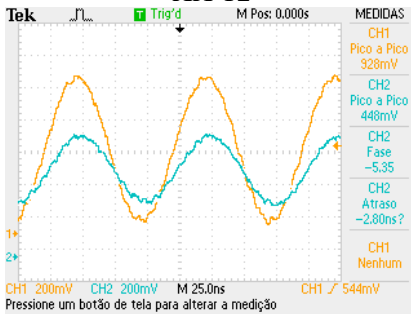 Tek
T Trig'd
M Pos: 0.000s
MEDIDAS
CH1
Pico a Pico
928mV
CH2
Pico a Pico
448mV
CH2
Fase
-5.35
CH2
Atraso
-2.80ns?
CH1
Nenhum
1
2
CH1 200mV
CH2 200mV
M 25.0ns
CH1
544mV
Pressione um botão de tela para alterar a medição